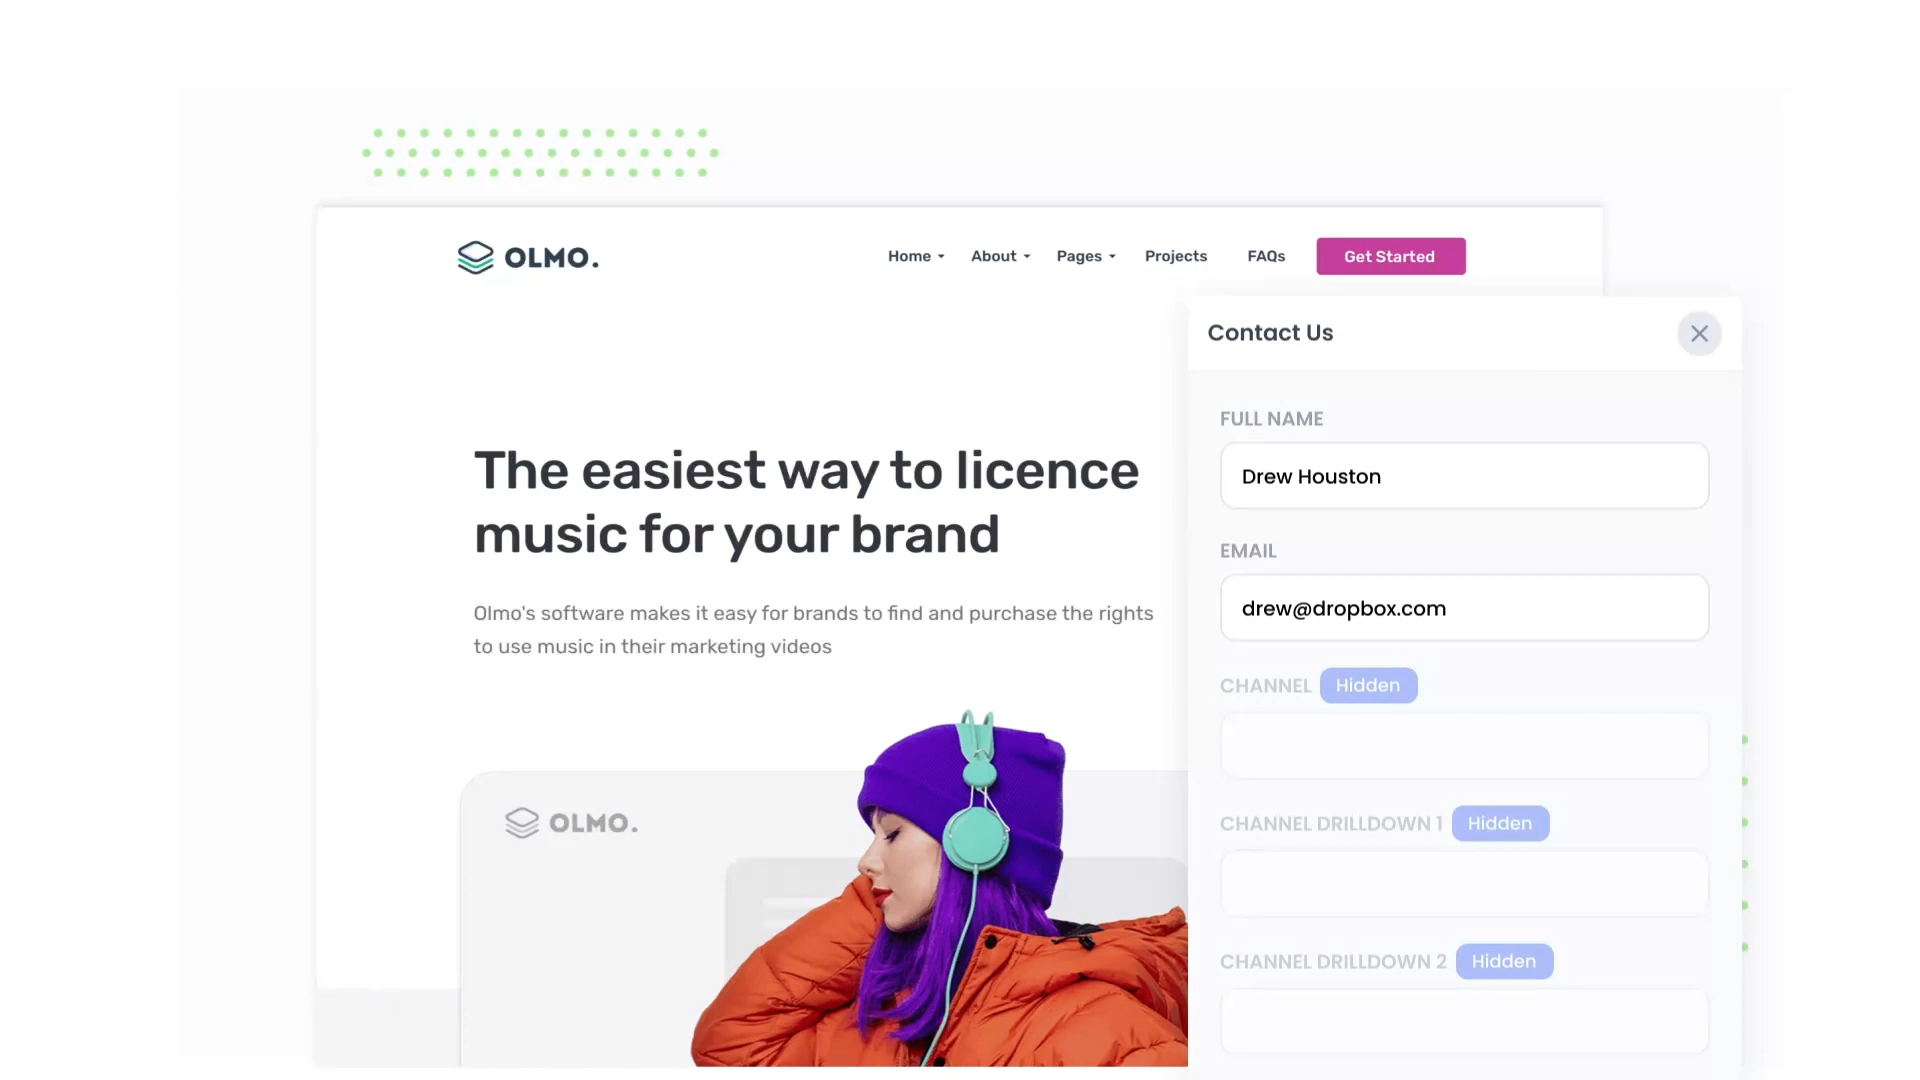 OLMO.
Home
About
Pages
Projects
FAQs
Get Started
The easiest way to licence
music for your brand
Olmo's software makes it easy for brands to find and purchase the rights
to use music in their marketing videos
OLMO.
Contact Us
FULL NAME
Drew Houston
EMAIL
drew@dropbox.com
CHANNEL Hidden
CHANNEL DRILLDOWN 1 Hidden
CHANNEL DRILLDOWN 2 Hidden